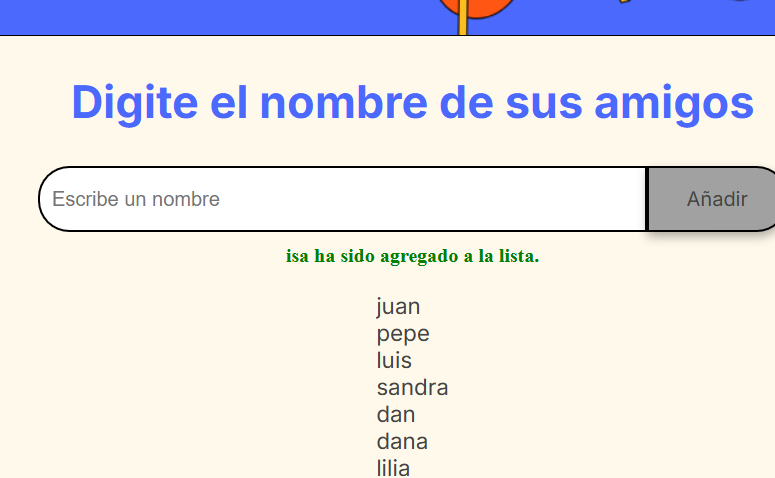 Digite el nombre de sus amigos
Escribe un nombre
Añadir
isa ha sido agregado a la lista.
juan
pepe
luis
sandra
dan
dana
lilia